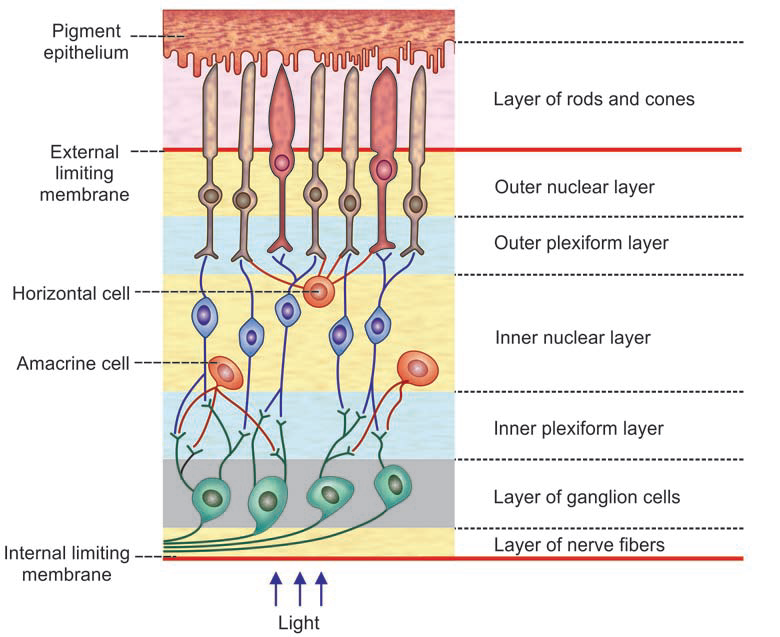 Pigment
epithelium
Layer of rods and cones
External
limiting
membrane
Outer nuclear layer
Outer plexiform layer
Horizontal cell
Inner nuclear layer
Amacrine cell
Inner plexiform layer
Layer of ganglion cells
Layer of nerve fibers
Internal limiting
membrane
Light